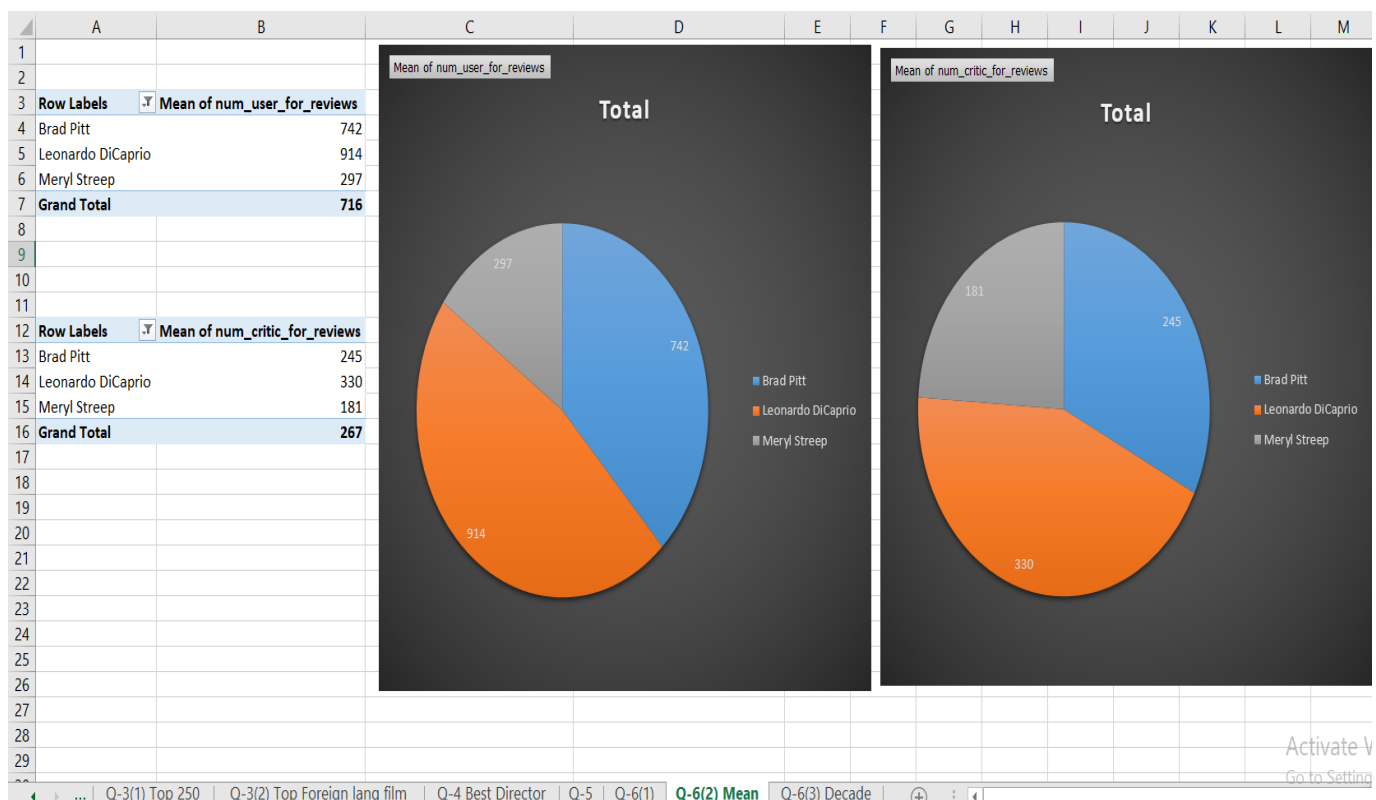 A B C D E F G H I J K L M
1
2
3 Row Labels Mean of num_user_for_reviews
4 Brad Pitt 742
5 Leonardo DiCaprio 914
6 Meryl Streep 297
7 Grand Total 716
8
9
10
11
12 Row Labels Mean of num_critic_for_reviews
13 Brad Pitt 245
14 Leonardo DiCaprio 330
15 Meryl Streep 181
16 Grand Total 267
17
18
19
20
21
22
23
24
25
26
27
28
29
Mean of num_user_for_reviews
Total
297
742
914
Brad Pitt
Leonardo DiCaprio
Meryl Streep
Mean of num_critic_for_reviews
Total
181
245
330
Brad Pitt
Leonardo DiCaprio
Meryl Streep
Activate
Go to Setting
... Q-3(1) Top 250 Q-3(2) Top Foreign lang film Q-4 Best Director Q-5 Q-6(1) Q-6(2) Mean Q-6(3) Decade